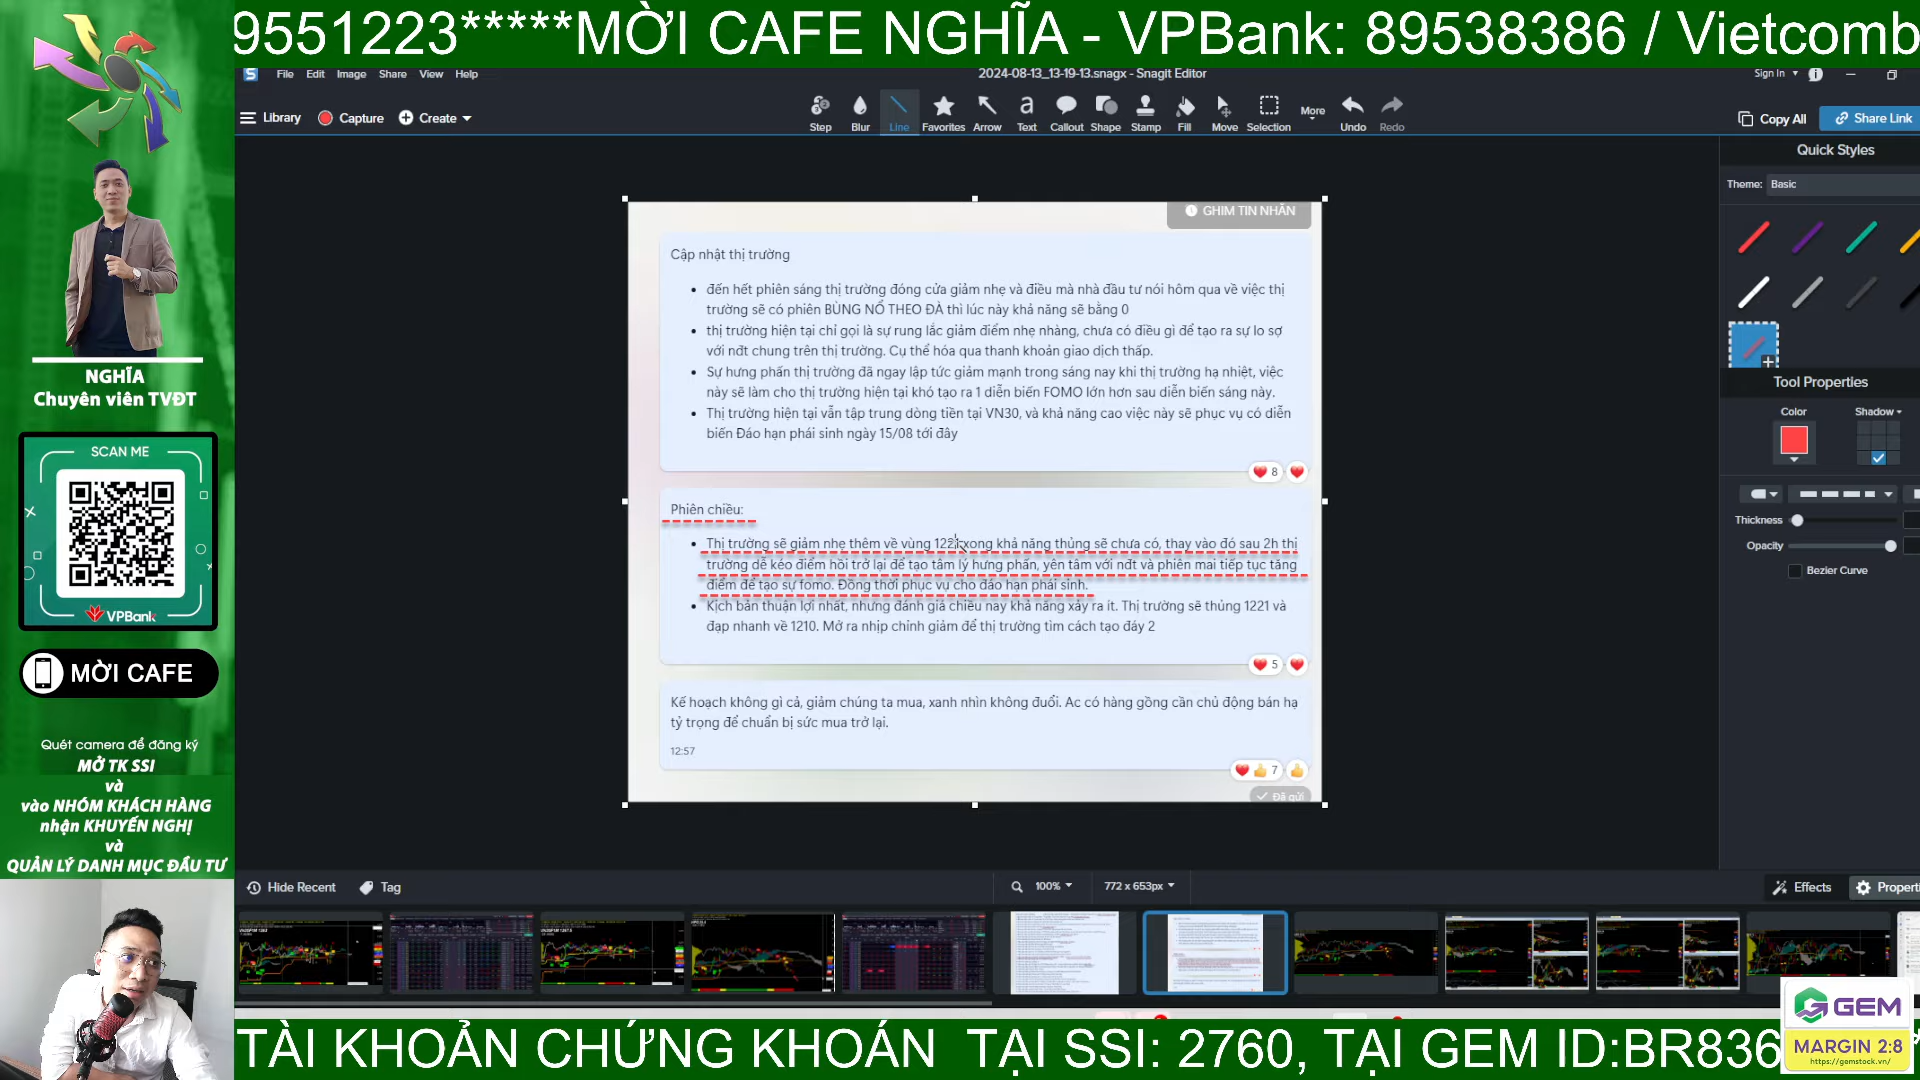 9551223*****MỜI CAFE NGHĨA - VPBank: 89538386 / Vietcomb
File Edit Image Share View Help
2024-08-13_13-19-13.snagx - Snagit Editor
Sign In
Library Capture Create
Step Blur Line Favorites Arrow Text Callout Shape Stamp Fill Move Selection More Undo Redo
Copy All Share Link
Quick Styles
Theme: Basic
Tool Properties
Color Shadow
Thickness
Opacity
Bezier Curve
GHIM TIN NHẮN
Cập nhật thị trường
đến hết phiên sáng thị trường đóng cửa giảm nhẹ và điều mà nhà đầu tư nói hôm qua về việc thị
trường sẽ có phiên BÙNG NỔ THEO ĐÀ thì lúc này khả năng sẽ bằng 0
thị trường hiện tại chỉ gọi là sự rung lắc giảm điểm nhẹ nhàng, chưa có điều gì để tạo ra sự lo sợ
với nđt chung trên thị trường. Cụ thể hóa qua thanh khoản giao dịch thấp.
Sự hưng phấn thị trường đã ngay lập tức giảm mạnh trong sáng nay khi thị trường hạ nhiệt, việc
này sẽ làm cho thị trường hiện tại khó tạo ra 1 diễn biến FOMO lớn hơn sau diễn biến sáng này.
Thị trường hiện tại vẫn tập trung dòng tiền tại VN30, và khả năng cao việc này sẽ phục vụ có diễn
biến Đáo hạn phái sinh ngày 15/08 tới đây
8
Phiên chiều:
Thị trường sẽ giảm nhẹ thêm về vùng 1221 xong khả năng thủng sẽ chưa có, thay vào đó sau 2h thị
trường dễ kéo điểm hồi trở lại để tạo tâm lý hưng phấn, yên tâm với nđt và phiên mai tiếp tục tăng
điểm để tạo sự fomo. Đồng thời phục vụ cho đáo hạn phái sinh.
Kịch bản thuận lợi nhất, nhưng đánh giá chiều nay khả năng xảy ra ít. Thị trường sẽ thủng 1221 và
đạp nhanh về 1210. Mở ra nhịp chỉnh giảm để thị trường tìm cách tạo đáy 2
5
Kế hoạch không gì cả, giảm chúng ta mua, xanh nhìn không đuổi. Ac có hàng gồng cần chủ động bán hạ
tỷ trọng để chuẩn bị sức mua trở lại.
12:57
7
Đã gửi
Hide Recent Tag
100% 772 x 653px
Effects Properti
NGHĨA
Chuyên viên TVĐT
SCAN ME
VPBank
MỜI CAFE
Quét camera để đăng ký
MỞ TK SSI
và
vào NHÓM KHÁCH HÀNG
nhận KHUYẾN NGHỊ
và
QUẢN LÝ DANH MỤC ĐẦU TƯ
GEM
MARGIN 2:8
https://gemstock.vn/
TÀI KHOẢN CHỨNG KHOÁN TẠI SSI: 2760, TẠI GEM ID:BR836